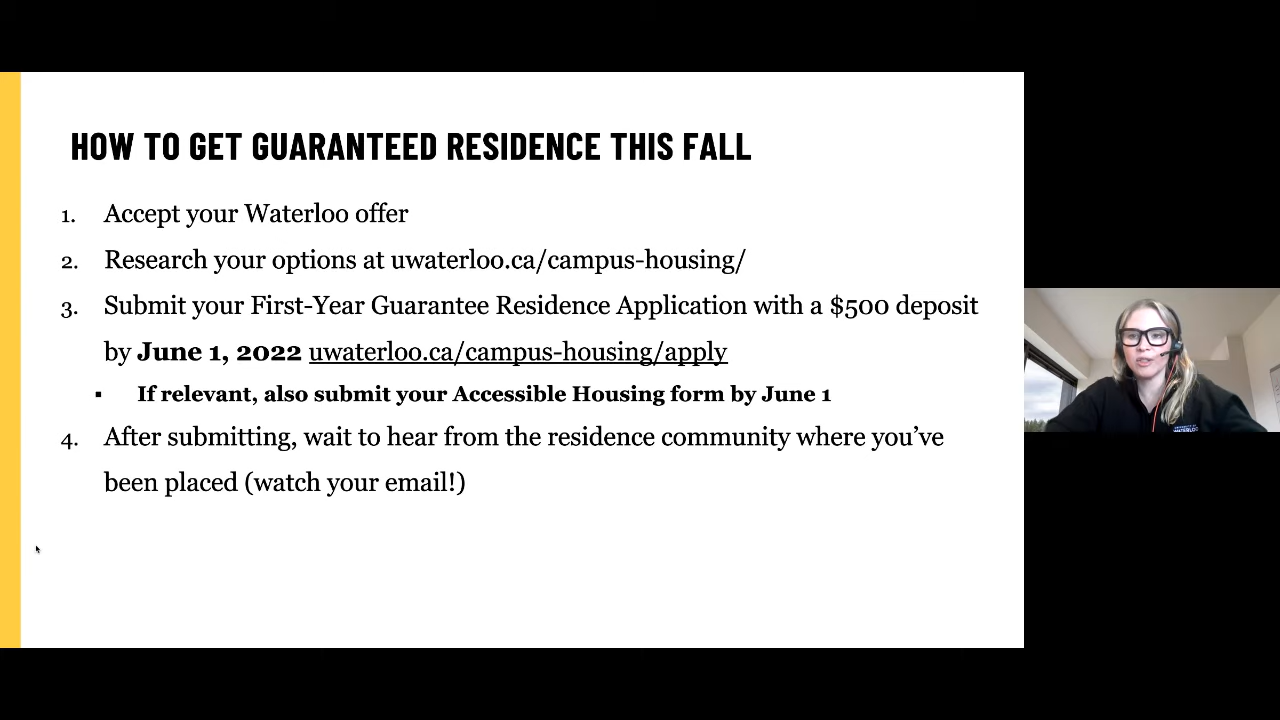 HOW TO GET GUARANTEED RESIDENCE THIS FALL
1. Accept your Waterloo offer
2. Research your options at uwaterloo.ca/campus-housing/
3. Submit your First-Year Guarantee Residence Application with a $500 deposit
by June 1, 2022 uwaterloo.ca/campus-housing/apply
▪ If relevant, also submit your Accessible Housing form by June 1
4. After submitting, wait to hear from the residence community where you've
been placed (watch your email!)
UNIVERSITY OF
WATERLOO